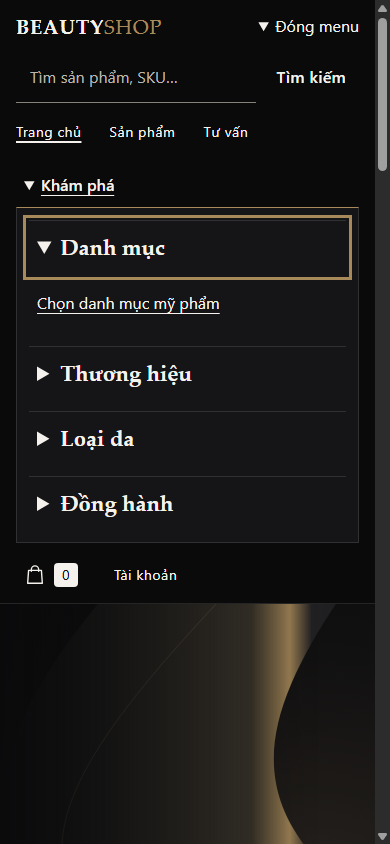 BEAUTYSHOP
Đóng menu
Tìm sản phẩm, SKU...
Tìm kiếm
Trang chủ
Sản phẩm
Tư vấn
Khám phá
Danh mục
Chọn danh mục mỹ phẩm
Thương hiệu
Loại da
Đồng hành
0
Tài khoản